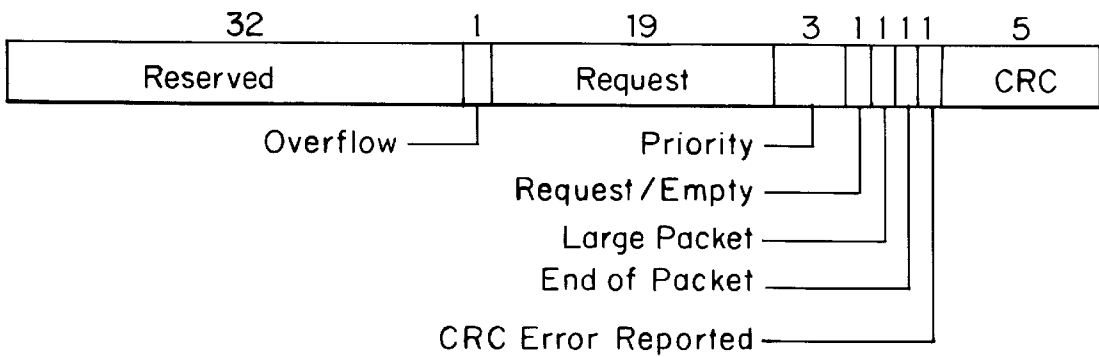 32 1 19 3 1 1 1 1 5
Reserved Request CRC
Overflow Priority
Request/Empty
Large Packet
End of Packet
CRC Error Reported